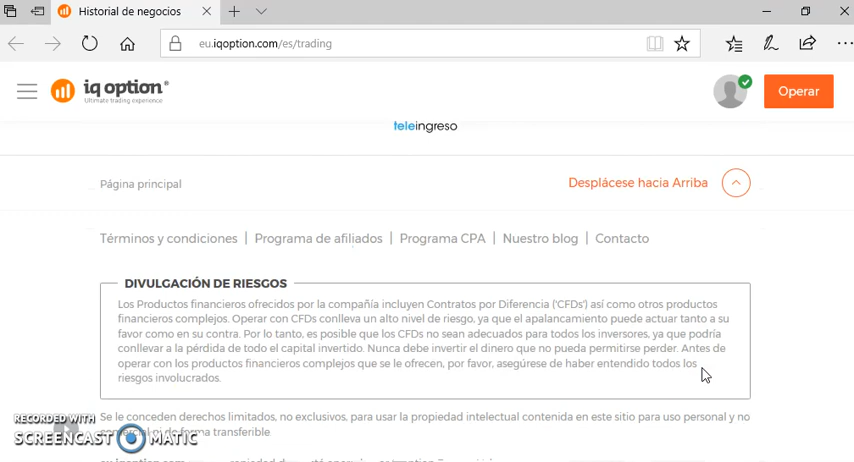 Historial de negocios
eu.iqoption.com/es/trading
iq option®
Ultimate trading experience
Operar
teleingreso
Página principal
Desplácese hacia Arriba
Términos y condiciones | Programa de afiliados | Programa CPA | Nuestro blog | Contacto
DIVULGACIÓN DE RIESGOS
Los Productos financieros ofrecidos por la compañía incluyen Contratos por Diferencia ('CFDs') así como otros productos
financieros complejos. Operar con CFDs conlleva un alto nivel de riesgo, ya que el apalancamiento puede actuar tanto a su
favor como en su contra. Por lo tanto, es posible que los CFDs no sean adecuados para todos los inversores, ya que podría
conllevar a la pérdida de todo el capital invertido. Nunca debe invertir el dinero que no pueda permitirse perder. Antes de
operar con los productos financieros complejos que se le ofrecen, por favor, asegúrese de haber entendido todos los
riesgos involucrados.
Se le conceden derechos limitados, no exclusivos, para usar la propiedad intelectual contenida en este sitio para uso personal y no
comercial ni de forma transferible
RECORDED WITH
SCREENCAST MATIC